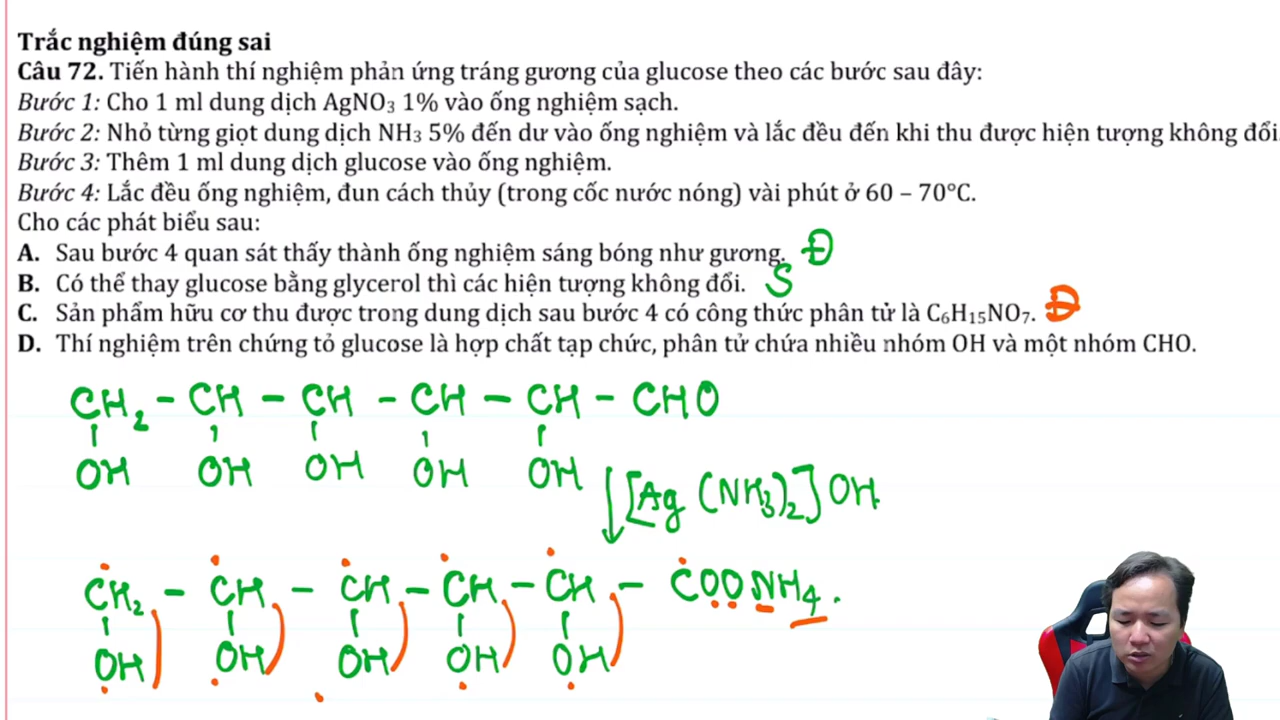 Trắc nghiệm đúng sai
Câu 72. Tiến hành thí nghiệm phản ứng tráng gương của glucose theo các bước sau đây:
Bước 1: Cho 1 ml dung dịch AgNO₃ 1% vào ống nghiệm sạch.
Bước 2: Nhỏ từng giọt dung dịch NH₃ 5% đến dư vào ống nghiệm và lắc đều đến khi thu được hiện tượng không đổi.
Bước 3: Thêm 1 ml dung dịch glucose vào ống nghiệm.
Bước 4: Lắc đều ống nghiệm, đun cách thủy (trong cốc nước nóng) vài phút ở 60 – 70°C.
Cho các phát biểu sau:
A. Sau bước 4 quan sát thấy thành ống nghiệm sáng bóng như gương. Đ
B. Có thể thay glucose bằng glycerol thì các hiện tượng không đổi. S
C. Sản phẩm hữu cơ thu được trong dung dịch sau bước 4 có công thức phân tử là C₆H₁₅NO₇. Đ
D. Thí nghiệm trên chứng tỏ glucose là hợp chất tạp chức, phân tử chứa nhiều nhóm OH và một nhóm CHO.
CH₂ – CH – CH – CH – CH – CHO
OH OH OH OH OH
↓ [Ag(NH₃)₂]OH
CH₂ – CH – CH – CH – CH – COONH₄.
OH OH OH OH OH